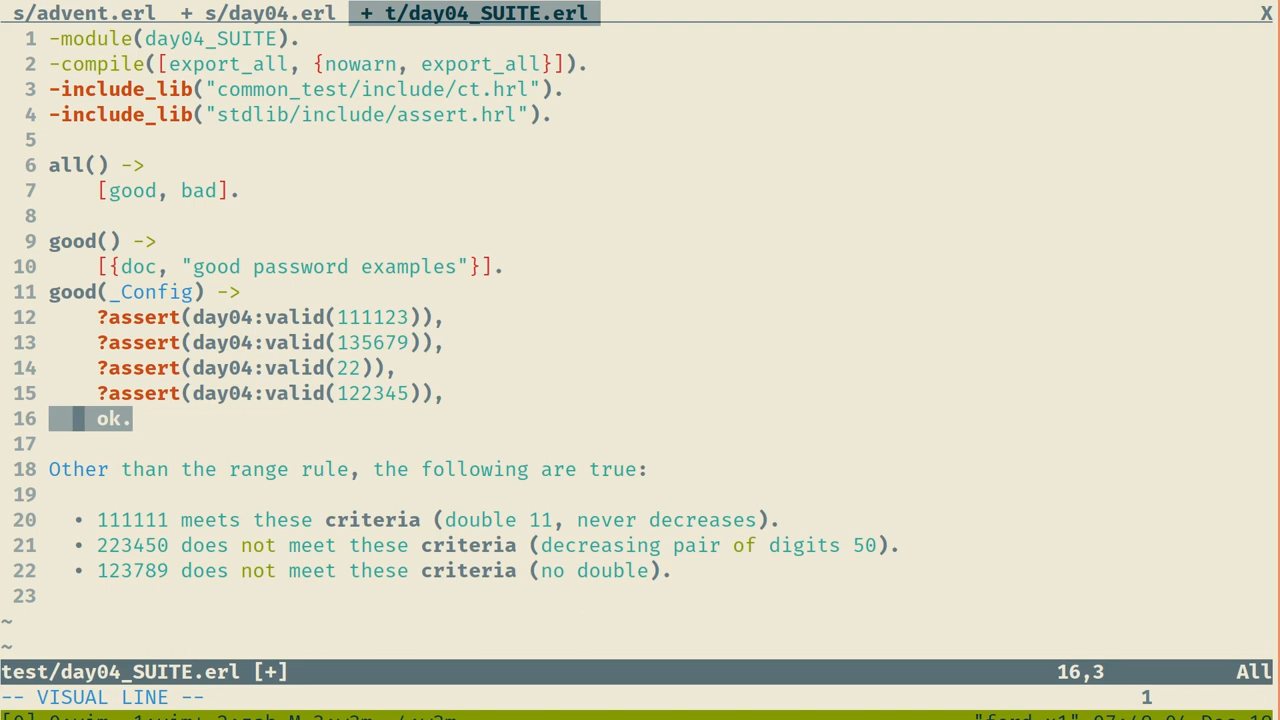 s/advent.erl + s/day04.erl + t/day04_SUITE.erl X
1 -module(day04_SUITE).
2 -compile([export_all, {nowarn, export_all}]).
3 -include_lib("common_test/include/ct.hrl").
4 -include_lib("stdlib/include/assert.hrl").
5
6 all() ->
7     [good, bad].
8
9 good() ->
10     [{doc, "good password examples"}].
11 good(_Config) ->
12     ?assert(day04:valid(111123)),
13     ?assert(day04:valid(135679)),
14     ?assert(day04:valid(22)),
15     ?assert(day04:valid(122345)),
16     ok.
17
18 Other than the range rule, the following are true:
19
20   • 111111 meets these criteria (double 11, never decreases).
21   • 223450 does not meet these criteria (decreasing pair of digits 50).
22   • 123789 does not meet these criteria (no double).
23
~
~
test/day04_SUITE.erl [+] 16,3 All
-- VISUAL LINE -- 1